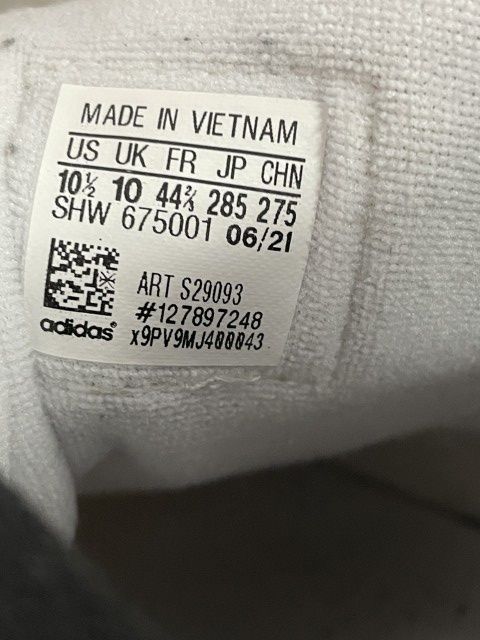 MADE IN VIETNAM
US UK FR JP CHN
10½ 10 44⅔ 285 275
SHW 675001 06/21
ART S29093
#127897248
adidas® x9PV9MJ400043